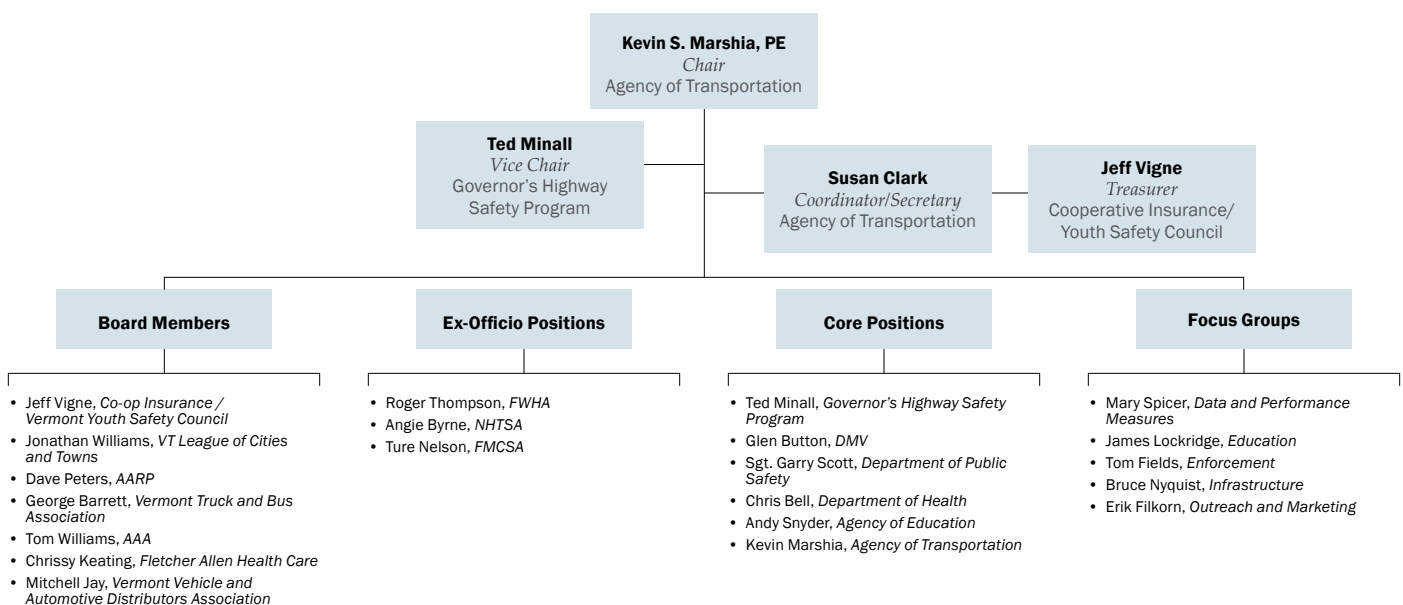 Kevin S. Marshia, PE
Chair
Agency of Transportation
Ted Minall
Vice Chair
Governor's Highway
Safety Program
Susan Clark
Coordinator/Secretary
Agency of Transportation
Jeff Vigne
Treasurer
Cooperative Insurance/
Youth Safety Council
Board Members
• Jeff Vigne, Co-op Insurance /
Vermont Youth Safety Council
• Jonathan Williams, VT League of Cities
and Towns
• Dave Peters, AARP
• George Barrett, Vermont Truck and Bus
Association
• Tom Williams, AAA
• Chrissy Keating, Fletcher Allen Health Care
• Mitchell Jay, Vermont Vehicle and
Automotive Distributors Association
Ex-Officio Positions
• Roger Thompson, FWHA
• Angie Byrne, NHTSA
• Ture Nelson, FMCSA
Core Positions
• Ted Minall, Governor's Highway Safety
Program
• Glen Button, DMV
• Sgt. Garry Scott, Department of Public
Safety
• Chris Bell, Department of Health
• Andy Snyder, Agency of Education
• Kevin Marshia, Agency of Transportation
Focus Groups
• Mary Spicer, Data and Performance
Measures
• James Lockridge, Education
• Tom Fields, Enforcement
• Bruce Nyquist, Infrastructure
• Erik Filkorn, Outreach and Marketing